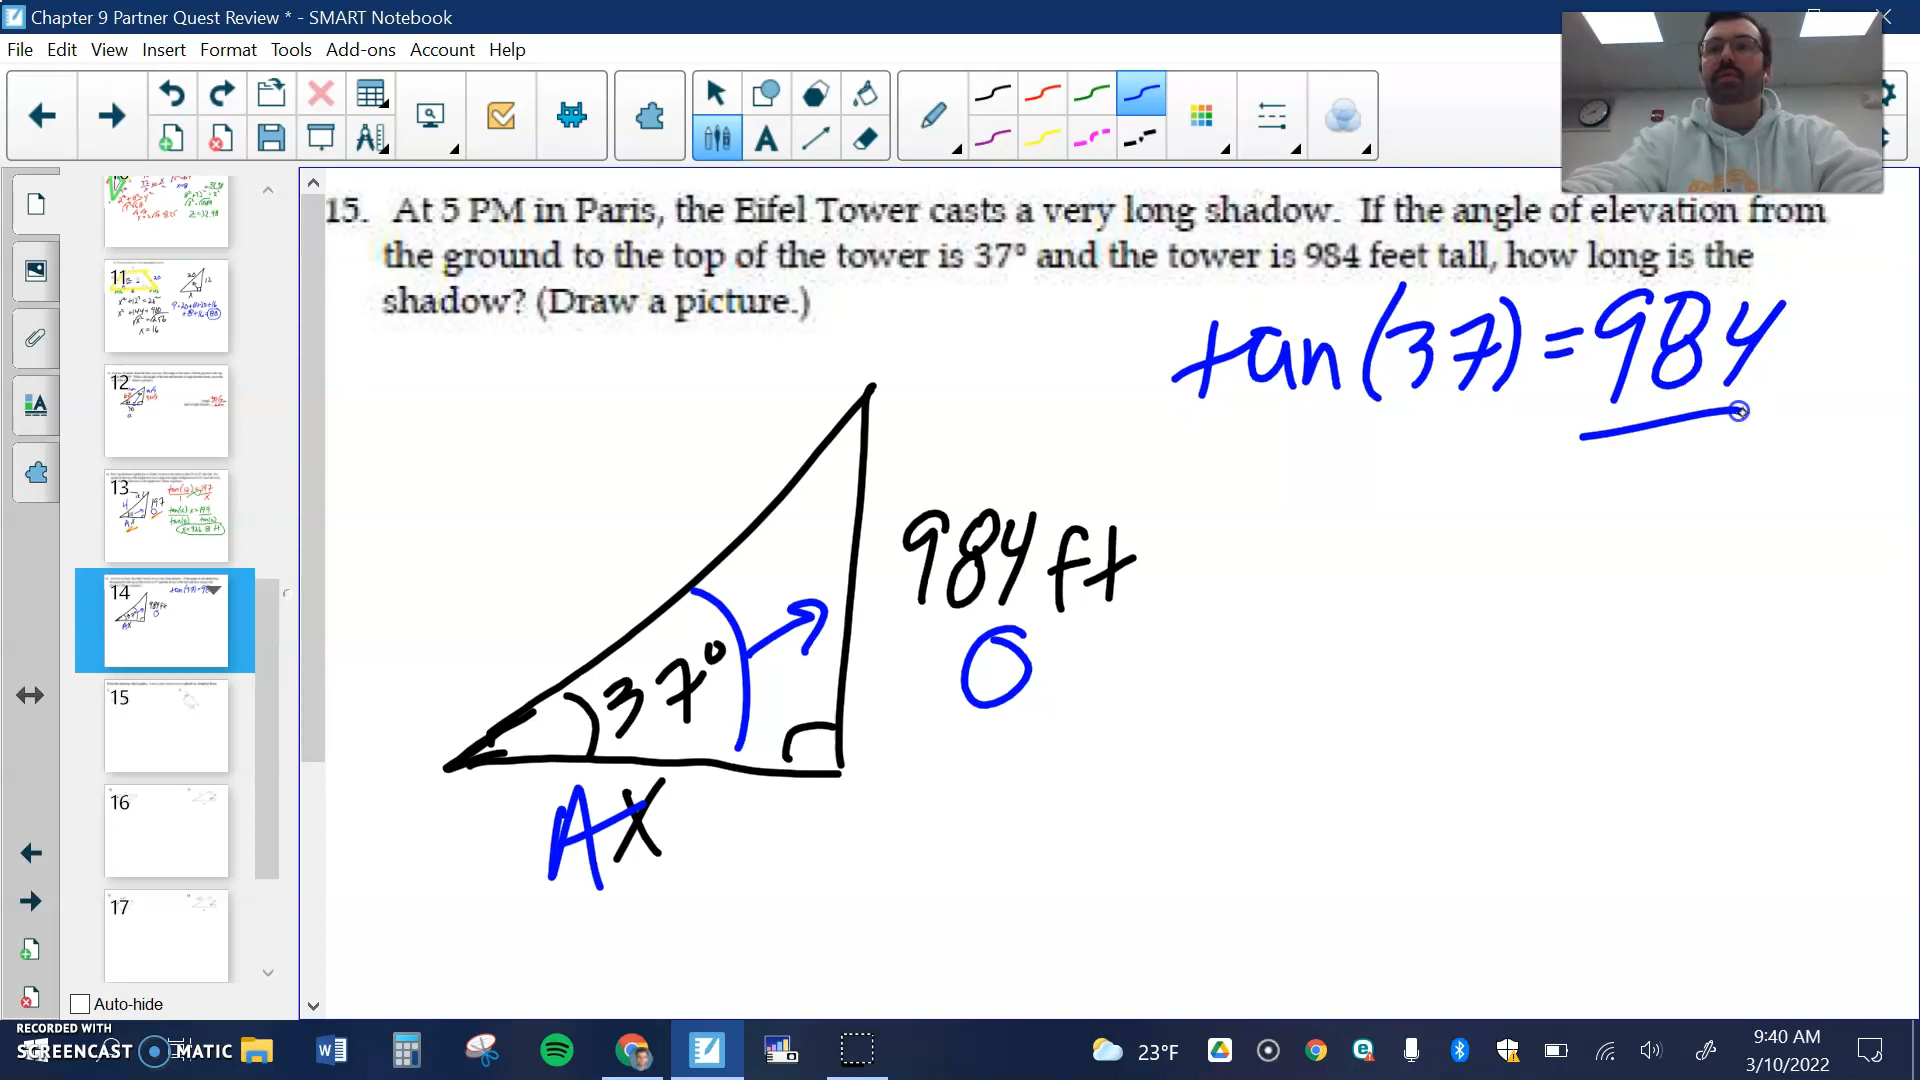 Chapter 9 Partner Quest Review * - SMART Notebook
File Edit View Insert Format Tools Add-ons Account Help
15. At 5 PM in Paris, the Eifel Tower casts a very long shadow. If the angle of elevation from
the ground to the top of the tower is 37° and the tower is 984 feet tall, how long is the
shadow? (Draw a picture.)
tan(37)=984
984 ft
O
37°
A X
11
12
13
14
15
16
17
Auto-hide
RECORDED WITH
SCREENCAST MATIC
23°F
9:40 AM
3/10/2022